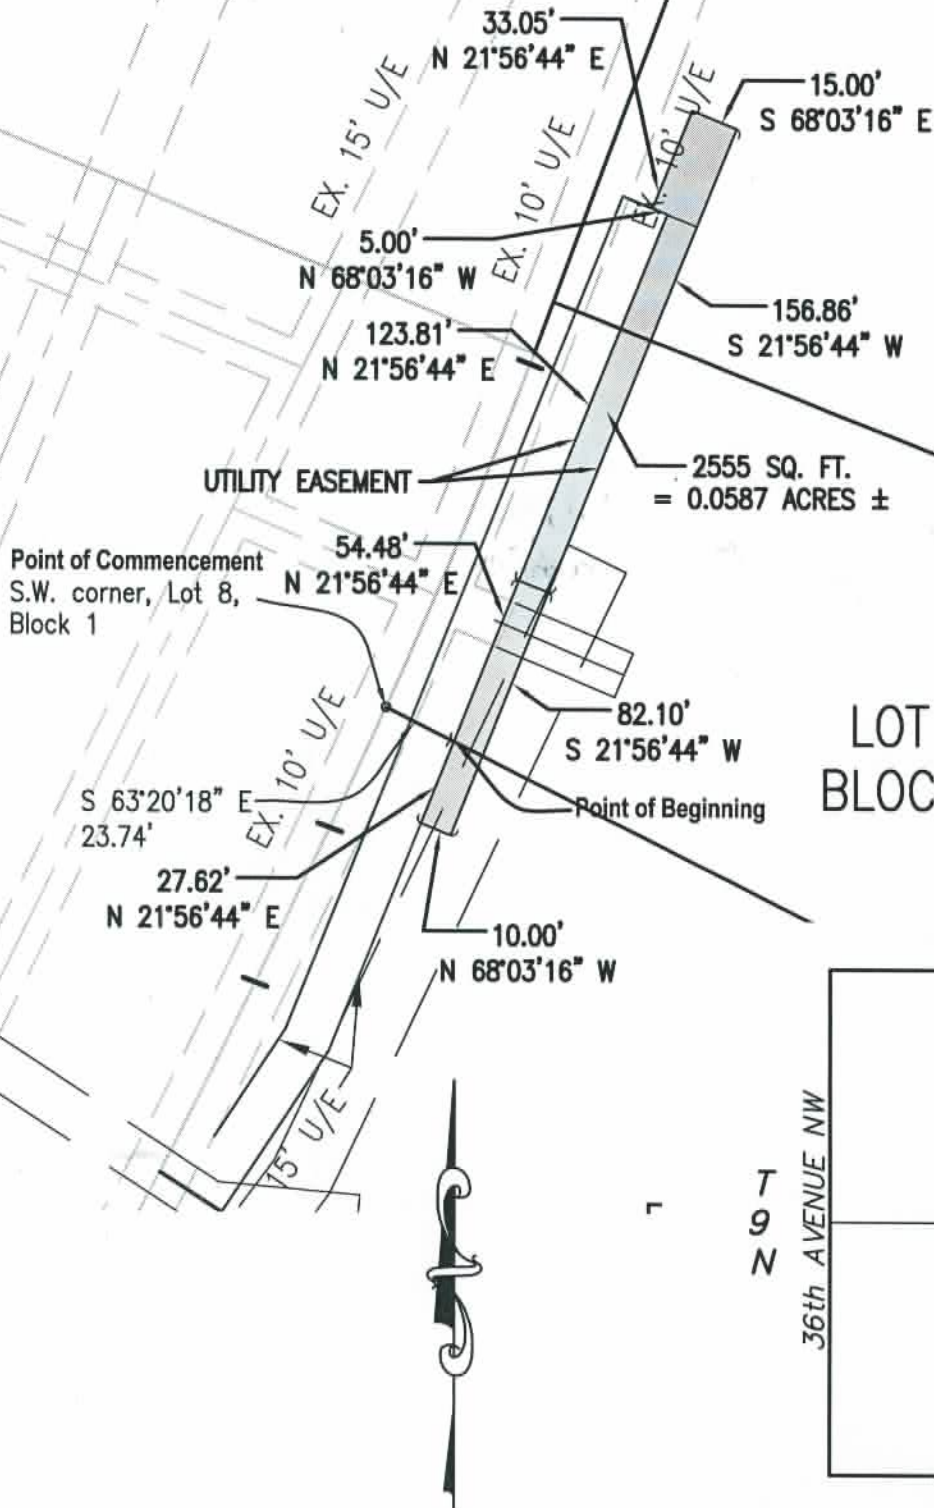 33.05'
N 21°56'44" E
15.00'
S 68°03'16" E
EX. 15' U/E
EX. 10' U/E
EX. 10' U/E
5.00'
N 68°03'16" W
156.86'
S 21°56'44" W
123.81'
N 21°56'44" E
UTILITY EASEMENT
2555 SQ. FT.
= 0.0587 ACRES ±
54.48'
N 21°56'44" E
Point of Commencement
S.W. corner, Lot 8,
Block 1
82.10'
S 21°56'44" W
LOT
BLOC
EX. 10' U/E
S 63°20'18" E
23.74'
Point of Beginning
27.62'
N 21°56'44" E
10.00'
N 68°03'16" W
15' U/E
T
9
N
36th AVENUE NW